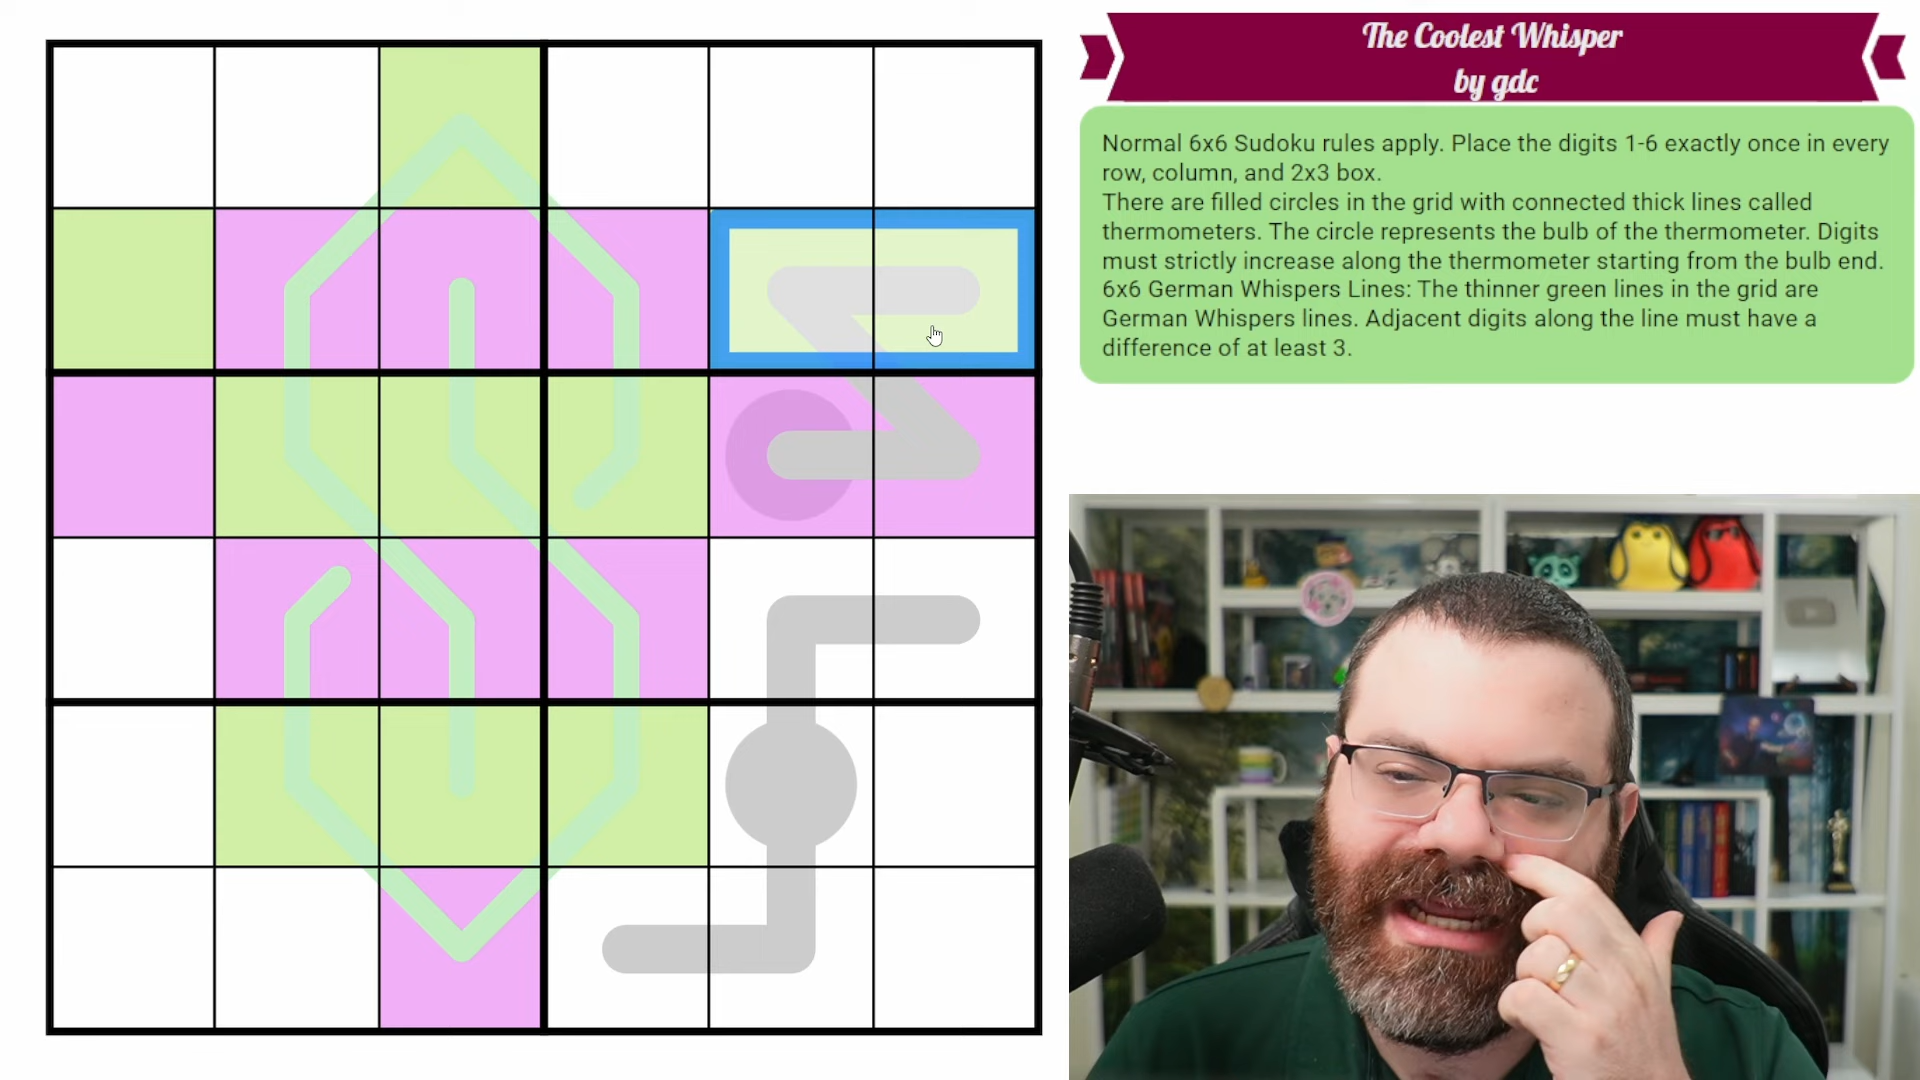 The Coolest Whisper
by gdc
Normal 6x6 Sudoku rules apply. Place the digits 1-6 exactly once in every
row, column, and 2x3 box.
There are filled circles in the grid with connected thick lines called
thermometers. The circle represents the bulb of the thermometer. Digits
must strictly increase along the thermometer starting from the bulb end.
6x6 German Whispers Lines: The thinner green lines in the grid are
German Whispers lines. Adjacent digits along the line must have a
difference of at least 3.